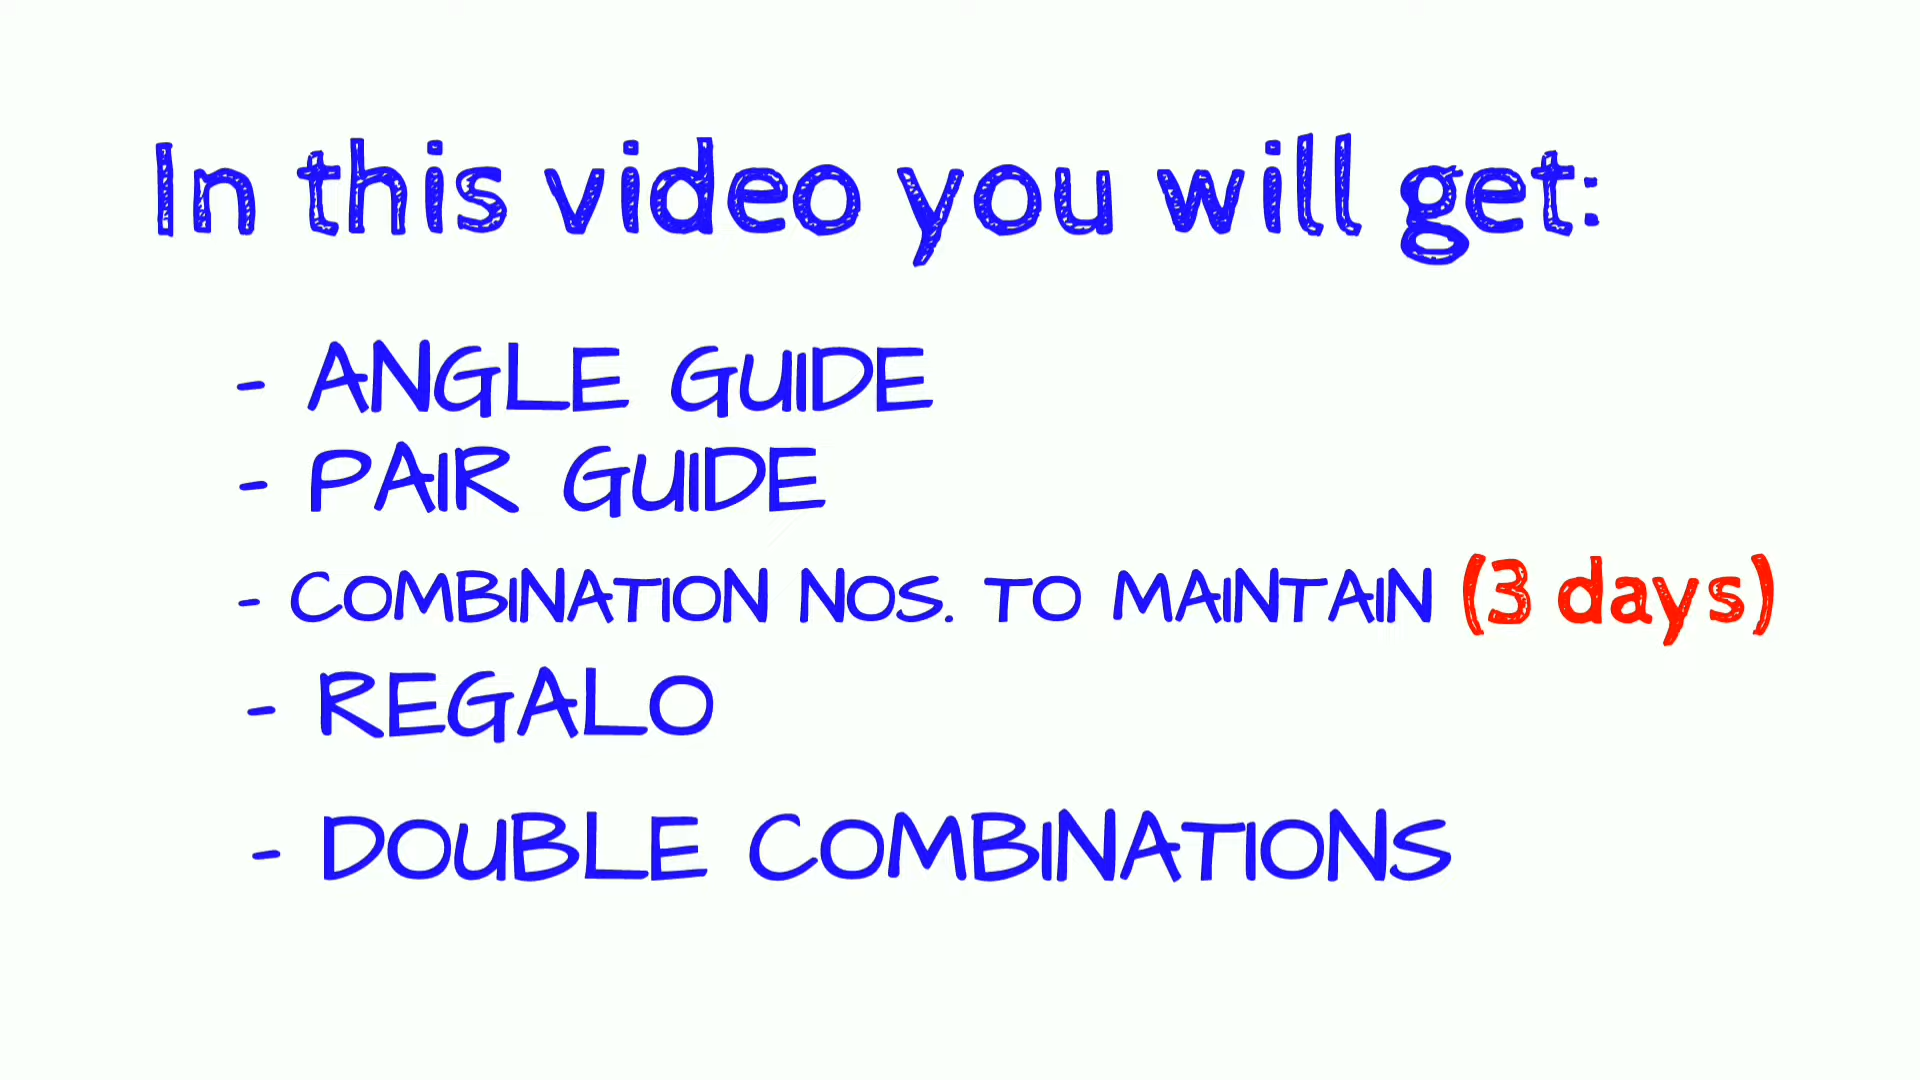 In this video you will get:
- ANGLE GUIDE
- PAIR GUIDE
- COMBINATION NOS. TO MAINTAIN (3 days)
- REGALO
- DOUBLE COMBINATIONS